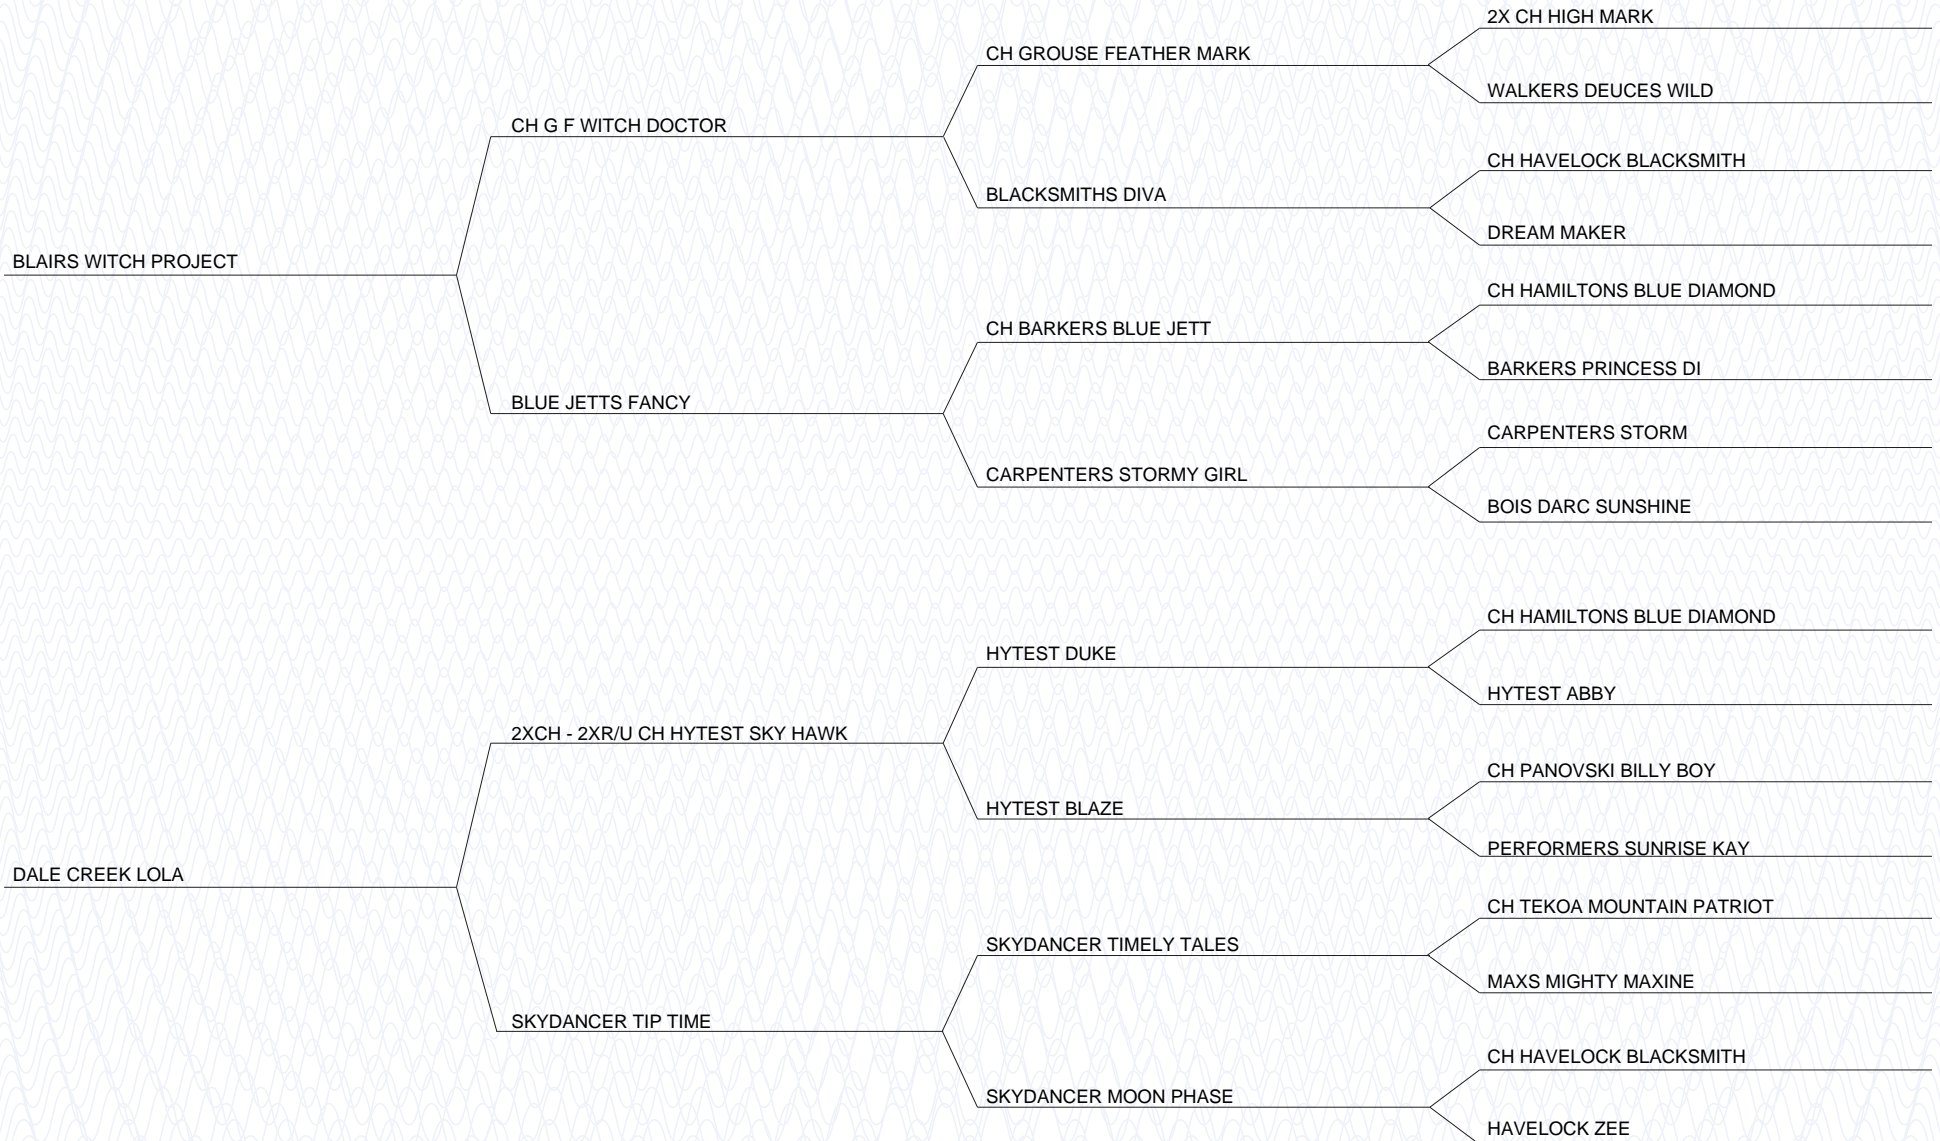 2X CH HIGH MARK
CH GROUSE FEATHER MARK
WALKERS DEUCES WILD
CH G F WITCH DOCTOR
CH HAVELOCK BLACKSMITH
BLACKSMITHS DIVA
DREAM MAKER
BLAIRS WITCH PROJECT
CH HAMILTONS BLUE DIAMOND
CH BARKERS BLUE JETT
BARKERS PRINCESS DI
BLUE JETTS FANCY
CARPENTERS STORM
CARPENTERS STORMY GIRL
BOIS DARC SUNSHINE
CH HAMILTONS BLUE DIAMOND
HYTEST DUKE
HYTEST ABBY
2XCH - 2XR/U CH HYTEST SKY HAWK
CH PANOVSKI BILLY BOY
HYTEST BLAZE
PERFORMERS SUNRISE KAY
DALE CREEK LOLA
CH TEKOA MOUNTAIN PATRIOT
SKYDANCER TIMELY TALES
MAXS MIGHTY MAXINE
SKYDANCER TIP TIME
CH HAVELOCK BLACKSMITH
SKYDANCER MOON PHASE
HAVELOCK ZEE